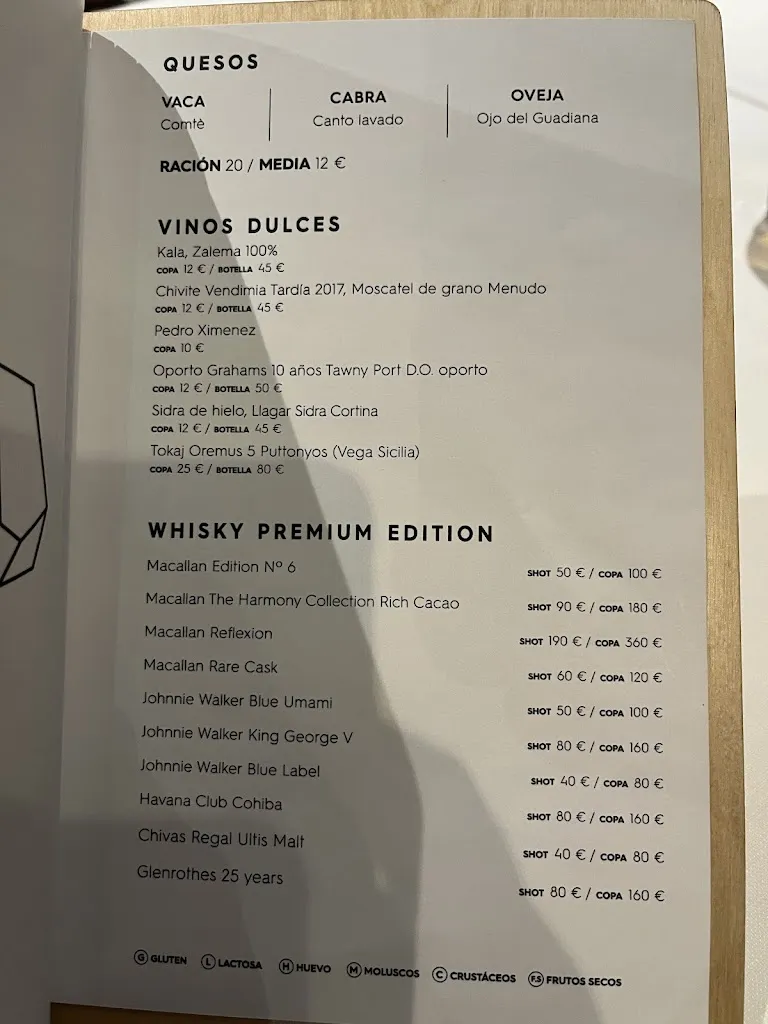 QUESOS
VACA
Comtè
CABRA
Canto lavado
OVEJA
Ojo del Guadiana
RACIÓN 20 / MEDIA 12 €
VINOS DULCES
Kala, Zalema 100%
COPA 12 € / BOTELLA 45 €
Chivite Vendimia Tardía 2017, Moscatel de grano Menudo
COPA 12 € / BOTELLA 45 €
Pedro Ximenez
COPA 10 €
Oporto Grahams 10 años Tawny Port D.O. oporto
COPA 12 € / BOTELLA 50 €
Sidra de hielo, Llagar Sidra Cortina
COPA 12 € / BOTELLA 45 €
Tokaj Oremus 5 Puttonyos (Vega Sicilia)
COPA 25 € / BOTELLA 80 €
WHISKY PREMIUM EDITION
Macallan Edition Nº 6 SHOT 50 € / COPA 100 €
Macallan The Harmony Collection Rich Cacao SHOT 90 € / COPA 180 €
Macallan Reflexion SHOT 190 € / COPA 360 €
Macallan Rare Cask SHOT 60 € / COPA 120 €
Johnnie Walker Blue Umami SHOT 50 € / COPA 100 €
Johnnie Walker King George V SHOT 80 € / COPA 160 €
Johnnie Walker Blue Label SHOT 40 € / COPA 80 €
Havana Club Cohiba SHOT 80 € / COPA 160 €
Chivas Regal Ultis Malt SHOT 40 € / COPA 80 €
Glenrothes 25 years SHOT 80 € / COPA 160 €
G GLUTEN L LACTOSA H HUEVO M MOLUSCOS C CRUSTÁCEOS F.S FRUTOS SECOS